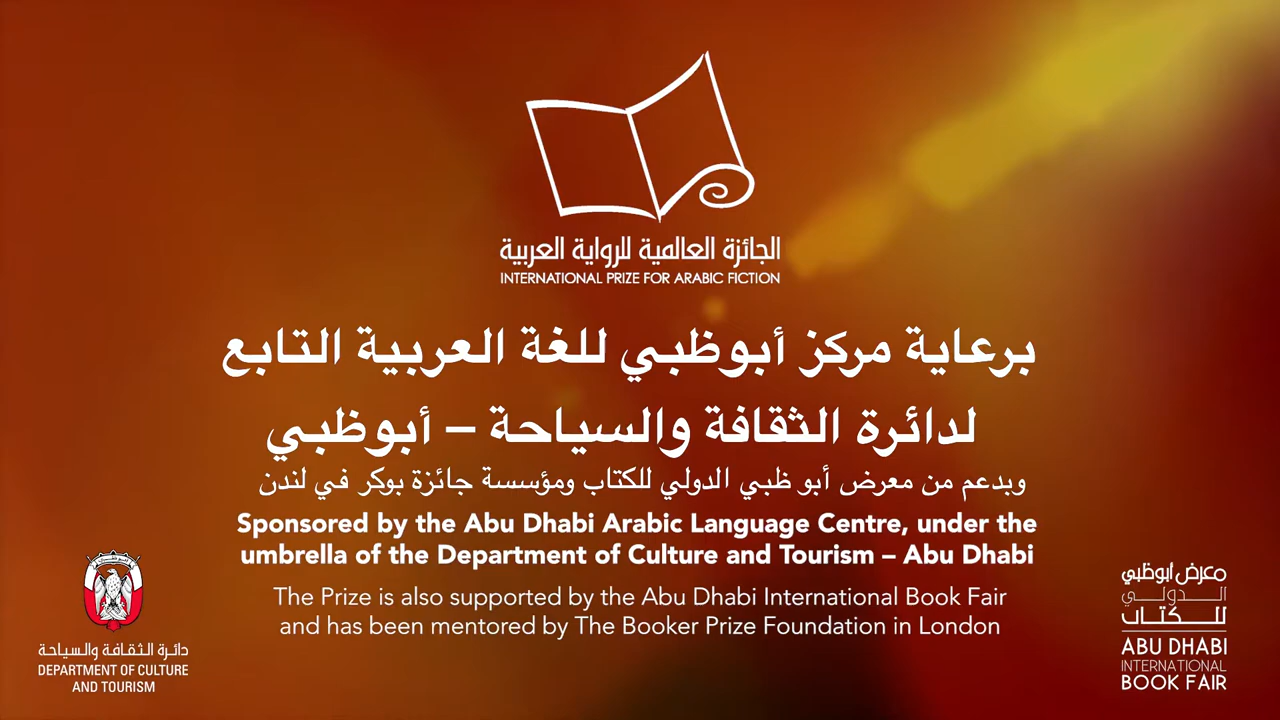 الجائزة العالمية للرواية العربية
INTERNATIONAL PRIZE FOR ARABIC FICTION
برعاية مركز أبوظبي للغة العربية التابع
لدائرة الثقافة والسياحة – أبوظبي
وبدعم من معرض أبو ظبي الدولي للكتاب ومؤسسة جائزة بوكر في لندن
Sponsored by the Abu Dhabi Arabic Language Centre, under the
umbrella of the Department of Culture and Tourism – Abu Dhabi
The Prize is also supported by the Abu Dhabi International Book Fair
and has been mentored by The Booker Prize Foundation in London
دائرة الثقافة والسياحة
DEPARTMENT OF CULTURE
AND TOURISM
معرض أبوظبي
الدولي
للكتاب
ABU DHABI
INTERNATIONAL
BOOK FAIR